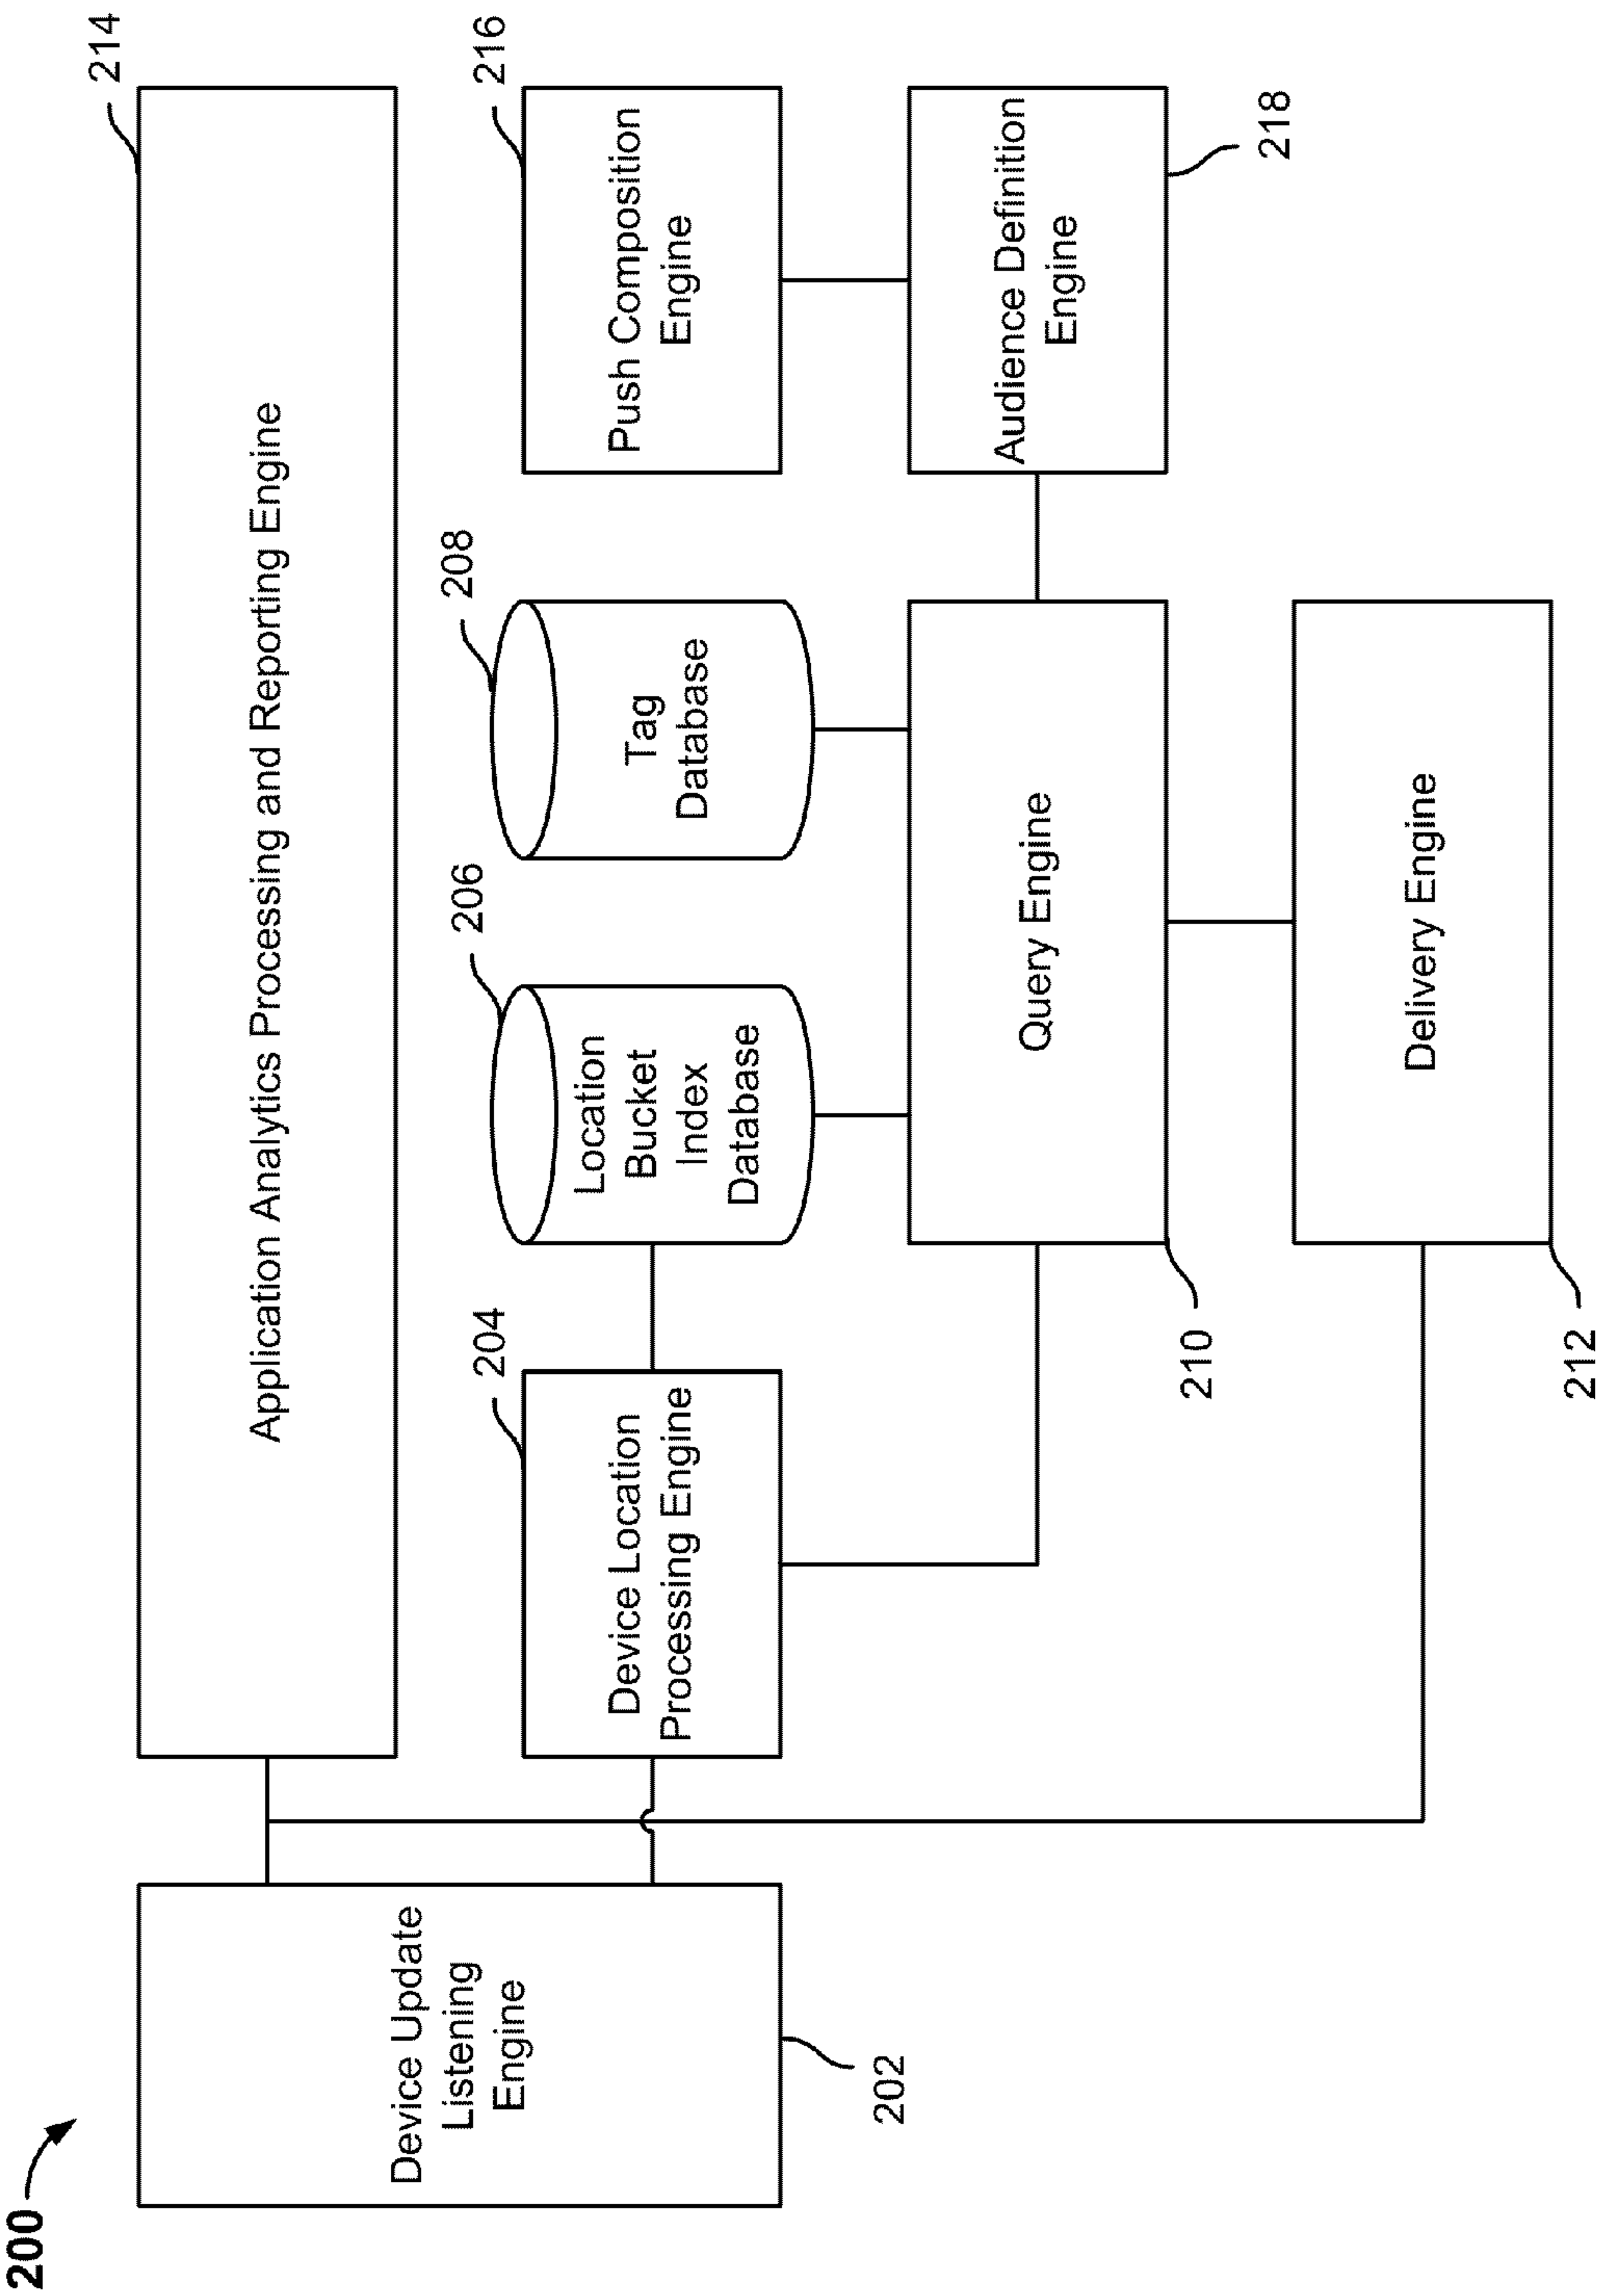 200
214
Application Analytics Processing and Reporting Engine
Device Update
Listening
Engine
202
204
Device Location
Processing Engine
206
Location
Bucket
Index
Database
208
Tag
Database
216
Push Composition
Engine
210
Query Engine
Audience Definition
Engine
218
212
Delivery Engine